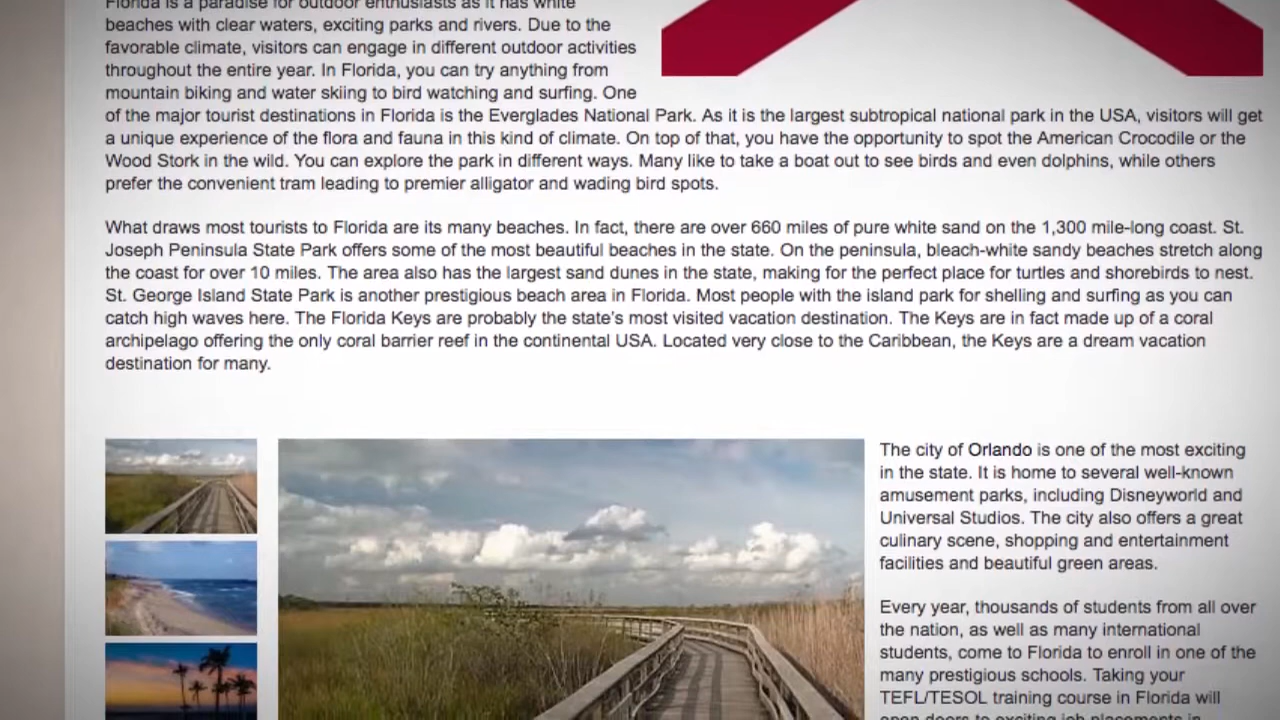 Florida is a paradise for outdoor enthusiasts as it has white
beaches with clear waters, exciting parks and rivers. Due to the
favorable climate, visitors can engage in different outdoor activities
throughout the entire year. In Florida, you can try anything from
mountain biking and water skiing to bird watching and surfing. One
of the major tourist destinations in Florida is the Everglades National Park. As it is the largest subtropical national park in the USA, visitors will get
a unique experience of the flora and fauna in this kind of climate. On top of that, you have the opportunity to spot the American Crocodile or the
Wood Stork in the wild. You can explore the park in different ways. Many like to take a boat out to see birds and even dolphins, while others
prefer the convenient tram leading to premier alligator and wading bird spots.
What draws most tourists to Florida are its many beaches. In fact, there are over 660 miles of pure white sand on the 1,300 mile-long coast. St.
Joseph Peninsula State Park offers some of the most beautiful beaches in the state. On the peninsula, bleach-white sandy beaches stretch along
the coast for over 10 miles. The area also has the largest sand dunes in the state, making for the perfect place for turtles and shorebirds to nest.
St. George Island State Park is another prestigious beach area in Florida. Most people with the island park for shelling and surfing as you can
catch high waves here. The Florida Keys are probably the state's most visited vacation destination. The Keys are in fact made up of a coral
archipelago offering the only coral barrier reef in the continental USA. Located very close to the Caribbean, the Keys are a dream vacation
destination for many.
The city of Orlando is one of the most exciting
in the state. It is home to several well-known
amusement parks, including Disneyworld and
Universal Studios. The city also offers a great
culinary scene, shopping and entertainment
facilities and beautiful green areas.
Every year, thousands of students from all over
the nation, as well as many international
students, come to Florida to enroll in one of the
many prestigious schools. Taking your
TEFL/TESOL training course in Florida will
open doors to exciting job placements in